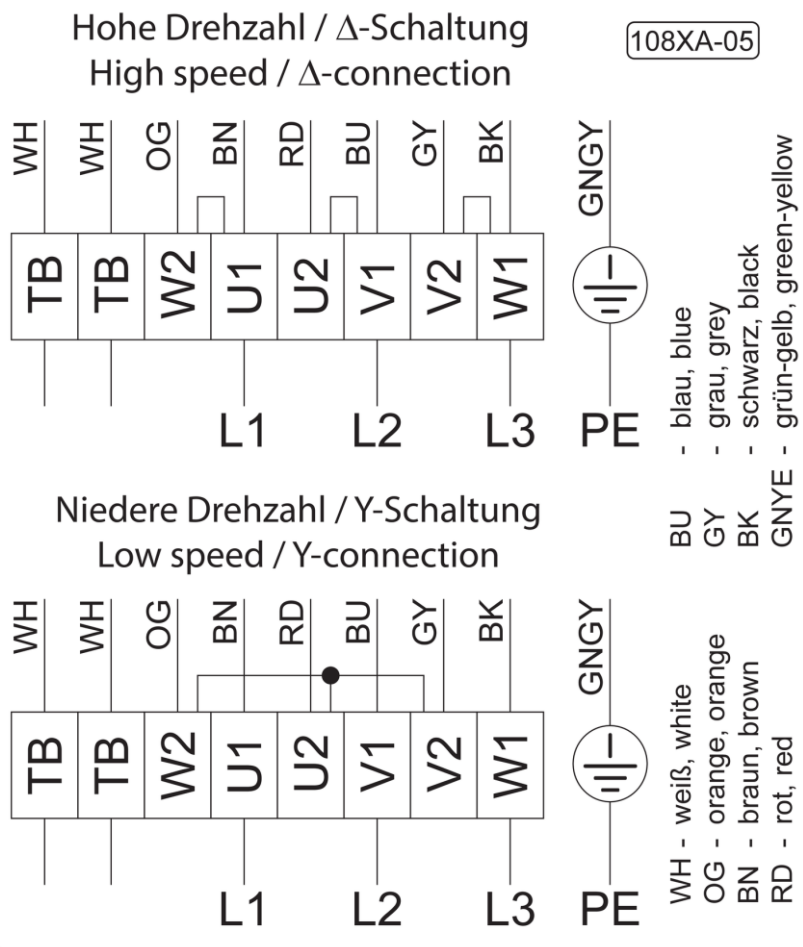 Hohe Drehzahl / Δ-Schaltung
High speed / Δ-connection
108XA-05
WH WH OG BN RD BU GY BK GNGY
TB TB W2 U1 U2 V1 V2 W1
L1 L2 L3 PE
BU - blau, blue
GY - grau, grey
BK - schwarz, black
GNYE - grün-gelb, green-yellow
Niedere Drehzahl / Y-Schaltung
Low speed / Y-connection
WH WH OG BN RD BU GY BK GNGY
TB TB W2 U1 U2 V1 V2 W1
L1 L2 L3 PE
WH - weiß, white
OG - orange, orange
BN - braun, brown
RD - rot, red